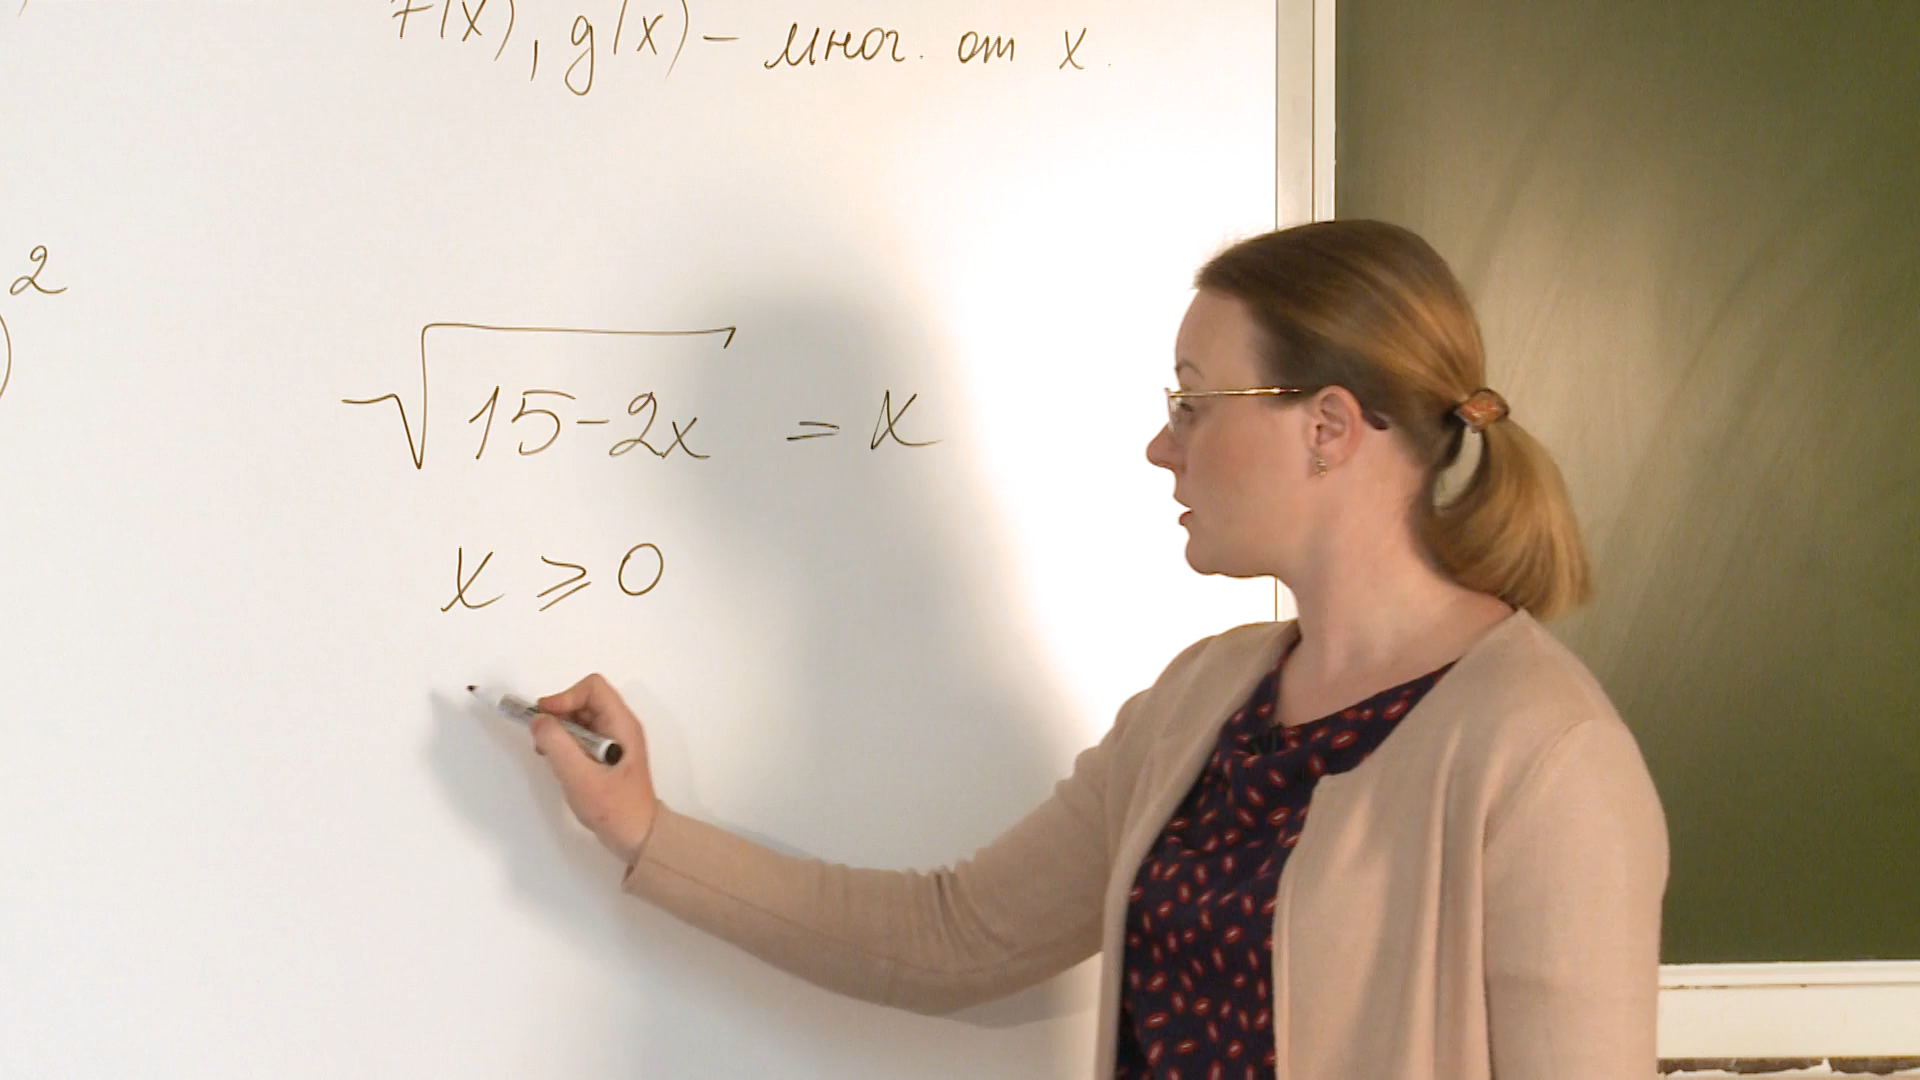 f(x), g(x) – мног. от x.
2
)
√15-2x = x
x ⩾ 0